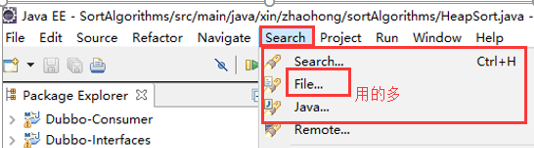 Java EE - SortAlgorithms/src/main/java/xin/zhaohong/sortAlgorithms/HeapSort.java -
File Edit Source Refactor Navigate Search Project Run Window Help
Search... Ctrl+H
File... 用的多
Package Explorer
Java...
Dubbo-Consumer
Remote...
Dubbo-Interfaces